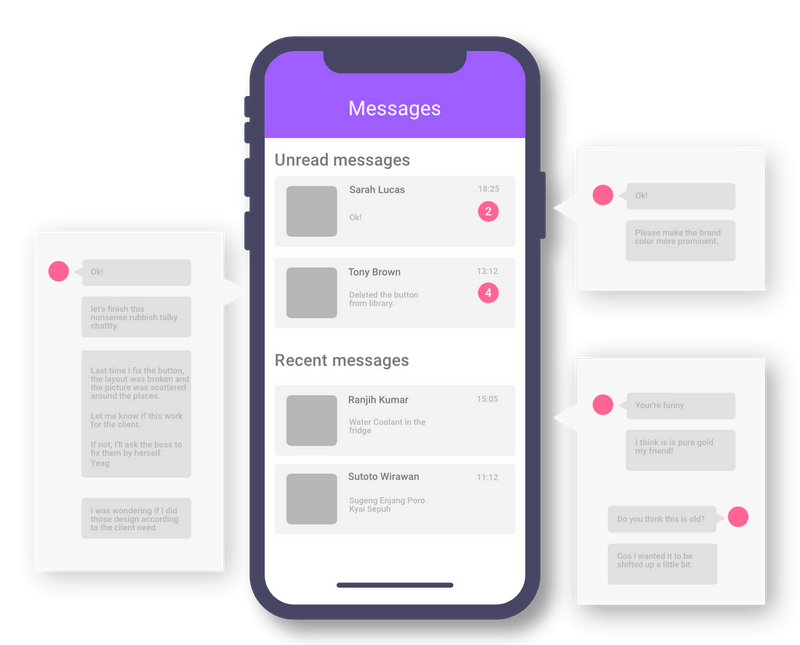 Messages
Unread messages
Sarah Lucas
18:25
Ok!
2
Tony Brown
13:12
Deleted the button
from library.
4
Recent messages
Ranjih Kumar
15:05
Water Coolant in the
fridge
Sutoto Wirawan
11:12
Sugeng Enjang Poro
Kyai Sepuh
Ok!
let's finish this
nonsense rubbish talky
chattty.
Last time I fix the button,
the layout was broken and
the picture was scattered
around the places.
Let me know if this work
for the client.
If not, I'll ask the boss to
fix them by herself.
Yeag
I was wondering if I did
those design according
to the client need
Ok!
Please make the brand
color more prominent.
Your're funny
I think is is pure gold
my friend!
Do you think this is old?
Cos I wanted it to be
shifted up a little bit